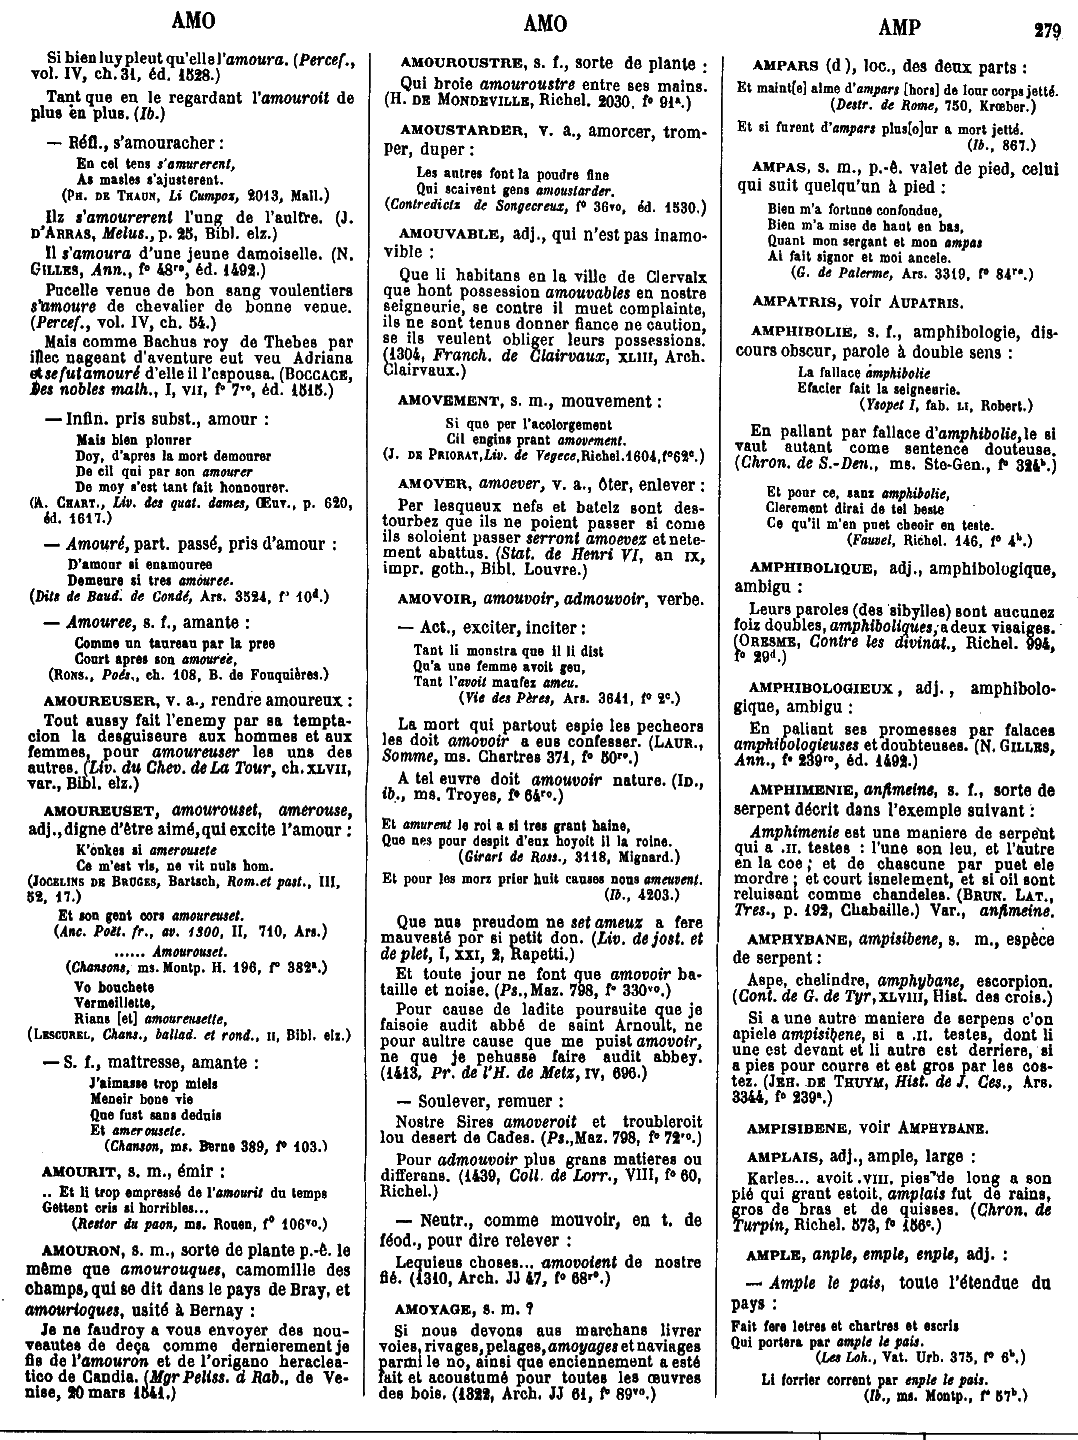 AMO
AMO
AMP
279
Si bien luy pleut qu'elle l'amoura. (Percef.,
vol. IV, ch. 31, éd. 1528.)
Tant que en le regardant l'amouroit de
plus en plus. (Ib.)
— Réfl., s'amouracher :
En cel tens s'amurerent,
As masles s'ajusterent.
(PH. DE THAUN, Li Cumpoz, 2013, Mall.)
Ilz s'amourerent l'ung de l'aultre. (J.
D'ARRAS, Melus., p. 25, Bibl. elz.)
Il s'amoura d'une jeune damoiselle. (N.
GILLES, Ann., f° 48ro, éd. 1492.)
Pucelle venue de bon sang voulentiers
s'amoure de chevalier de bonne venue.
(Percef., vol. IV, ch. 54.)
Mais comme Bachus roy de Thebes par
illec nageant d'aventure eut veu Adriana
et se fut amouré d'elle il l'espousa. (BOCCACE,
Des nobles malh., I, VII, f° 7vo, éd. 1515.)
— Infin. pris subst., amour :
Mais bien plourer
Doy, d'apres la mort demourer
De cil qui par son amourer
De moy s'est tant fait honnourer.
(A. CHART., Liv. des quat. dames, Œuv., p. 620,
éd. 1617.)
— Amouré, part. passé, pris d'amour :
D'amour si enamouree
Demeure si tres amouree.
(Dits de Baud. de Condé, Ars. 3524, f° 10d.)
— Amouree, s. f., amante :
Comme un taureau par la pree
Court apres son amourée,
(RONS., Poés., ch. 108, B. de Fouquières.)
AMOUREUSER, v. a., rendre amoureux :
Tout aussy fait l'enemy par sa tempta-
cion la desguiseure aux hommes et aux
femmes, pour amoureuser les uns des
autres. (Liv. du Chev. de La Tour, ch. XLVII,
var., Bibl. elz.)
AMOUREUSET, amourouset, amerouse,
adj., digne d'être aimé, qui excite l'amour :
K'onkes si amerousete
Ce m'est vis, ne vit nuls hom.
(JOCELINS DE BRUGES, Bartsch, Rom. et past., III,
52, 17.)
Et son gent cors amoureuset.
(Anc. Poët. fr., av. 1300, II, 710, Ars.)
...... Amourouset.
(Chansons, ms. Montp. H. 196, f° 382a.)
Vo bouchete
Vermeillette,
Rians [et] amoureusette,
(LESCUREL, Chans., ballad. et rond., II, Bibl. elz.)
— S. f., maîtresse, amante :
J'aimasse trop miels
Meneir bone vie
Que fust sans deduis
Et amerousete.
(Chanson, ms. Berne 389, f° 103.)
AMOURIT, s. m., émir :
.. Et li trop empressé de l'amourit du temps
Gettent cris si horribles...
(Restor du paon, ms. Rouen, f° 106vo.)
AMOURON, s. m., sorte de plante p.-ê. le
même que amourouques, camomille des
champs, qui se dit dans le pays de Bray, et
amourioques, usité à Bernay :
Je ne faudroy a vous envoyer des nou-
veautes de deça comme dernierement je
fis de l'amouron et de l'origano heraclea-
tico de Candia. (Mgr Peliss. à Rab., de Ve-
nise, 20 mars 1541.)
AMOUROUSTRE, s. f., sorte de plante :
Qui broie amouroustre entre ses mains.
(H. DE MONDEVILLE, Richel. 2030, f° 91a.)
AMOUSTARDER, v. a., amorcer, trom-
per, duper :
Les autres font la poudre fine
Qui scaivent gens amoustarder.
(Contredictz de Songecreux, f° 36vo, éd. 1530.)
AMOUVABLE, adj., qui n'est pas inamo-
vible :
Que li habitans en la ville de Clervaix
que hont possession amouvables en nostre
seigneurie, se contre il muet complainte,
ils ne sont tenus donner fiance ne caution,
se ils veulent obliger leurs possessions.
(1304, Franch. de Clairvaux, XLIII, Arch.
Clairvaux.)
AMOVEMENT, s. m., mouvement :
Si que per l'acolorgement
Cil engins prant amovement.
(J. DE PRIORAT, Liv. de Vegece, Richel. 1604, f° 62c.)
AMOVER, amoever, v. a., ôter, enlever :
Per lesqueux nefs et batelz sont des-
tourbez que ils ne poient passer si come
ils soloient passer serront amoevez et nete-
ment abattus. (Stat. de Henri VI, an IX,
impr. goth., Bibl. Louvre.)
AMOVOIR, amouvoir, admouvoir, verbe.
— Act., exciter, inciter :
Tant li monstra que il li dist
Qu'a une femme avoit geu,
Tant l'avoit maufez ameu.
(Vie des Pères, Ars. 3641, f° 2c.)
La mort qui partout espie les pecheors
les doit amovoir a eus confesser. (LAUR.,
Somme, ms. Chartres 371, f° 50ro.)
A tel euvre doit amouvoir nature. (ID.,
ib., ms. Troyes, f° 64ro.)
Et amurent le roi a si tres grant haine,
Que nes pour despit d'eux hoyoit li la roine.
(Girart de Ross., 3118, Mignard.)
Et pour les morz prier huit causes nous ameuvent.
(Ib., 4203.)
Que nus preudom ne set ameuz a fere
mauvesté por si petit don. (Liv. de jost. et
de plet, I, XXI, 2, Rapetti.)
Et toute jour ne font que amovoir ba-
taille et noise. (Ps., Maz. 798, f° 330vo.)
Pour cause de ladite poursuite que je
faisoie audit abbé de saint Arnoult, ne
pour aultre cause que me puist amovoir,
ne que je pehusse faire audit abbey.
(1413, Pr. de l'H. de Metz, IV, 696.)
— Soulever, remuer :
Nostre Sires amoveroit et troubleroit
lou desert de Cades. (Ps., Maz. 798, f° 72ro.)
Pour admouvoir plus grans matieres ou
differans. (1439, Coll. de Lorr., VIII, f° 60,
Richel.)
— Neutr., comme mouvoir, en t. de
féod., pour dire relever :
Lequieus choses... amovoient de nostre
fié. (1310, Arch. JJ 47, f° 68ro.)
AMOYAGE, s. m. ?
Si nous devons aus marchans livrer
voies, rivages, pelages, amoyages et naviages
parmi le no, ainsi que enciennement a esté
fait et acoustumé pour toutes les œuvres
des bois. (1322, Arch. JJ 61, f° 89vo.)
AMPARS (d), loc., des deux parts :
Et maint[e] alme d'ampars [hors] de lour corps jetté.
(Destr. de Rome, 750, Krœber.)
Et si furent d'ampars plus[o]ur a mort jetté.
(Ib., 867.)
AMPAS, s. m., p.-ê. valet de pied, celui
qui suit quelqu'un à pied :
Bien m'a fortune confondue,
Bien m'a mise de haut en bas,
Quant mon sergant et mon ampas
Ai fait signor et moi ancele.
(G. de Palerme, Ars. 3319, f° 84ro.)
AMPATRIS, voir AUPATRIS.
AMPHIBOLIE, s. f., amphibologie, dis-
cours obscur, parole à double sens :
La fallace amphibolie
Efacier fait la seigneurie.
(Ysopet I, fab. LI, Robert.)
En pallant par fallace d'amphibolie, le si
vaut autant come sentence douteuse.
(Chron. de S.-Den., ms. Ste-Gen., f° 324b.)
Et pour ce, sanz amphibolie,
Clerement dirai de tel beste
Ce qu'il m'en puet cheoir en teste.
(Fauvel, Richel. 146, f° 4b.)
AMPHIBOLIQUE, adj., amphibologique,
ambigu :
Leurs paroles (des sibylles) sont aucunez
foiz doubles, amphiboliques, a deux visaiges.
(ORESME, Contre les divinat., Richel. 994,
f° 29d.)
AMPHIBOLOGIEUX, adj., amphibolo-
gique, ambigu :
En paliant ses promesses par falaces
amphibologieuses et doubteuses. (N. GILLES,
Ann., f° 239ro, éd. 1492.)
AMPHIMENIE, anfimeine, s. f., sorte de
serpent décrit dans l'exemple suivant :
Amphimenie est une maniere de serpent
qui a .II. testes : l'une son leu, et l'autre
en la coe ; et de chascune par puet ele
mordre ; et court isnelement, et si oil sont
reluisant comme chandeles. (BRUN. LAT.,
Tres., p. 192, Chabaille.) Var., anfimeine.
AMPHYBANE, ampisibene, s. m., espèce
de serpent :
Aspe, chelindre, amphybane, escorpion.
(Cont. de G. de Tyr, XLVIII, Hist. des crois.)
Si a une autre maniere de serpens c'on
apiele ampisibene, si a .II. testes, dont li
une est devant et li autre est derriere, si
a pies pour courre et est gros par les cos-
tez. (JEH. DE THUYM, Hist. de J. Ces., Ars.
3344, f° 239a.)
AMPISIBENE, voir AMPHYBANE.
AMPLAIS, adj., ample, large :
Karles... avoit .VIII. pies de long a son
pié qui grant estoit, amplais fut de rains,
gros de bras et de quisses. (Chron. de
Turpin, Richel. 573, f° 156c.)
AMPLE, anple, emple, enple, adj. :
— Ample le pais, toute l'étendue du
pays :
Fait fere letres et chartres et escris
Qui portera par ample le pais.
(Les Loh., Vat. Urb. 375, f° 6b.)
Li forrier corrent par enple le pais.
(Ib., ms. Montp., f° 57b.)